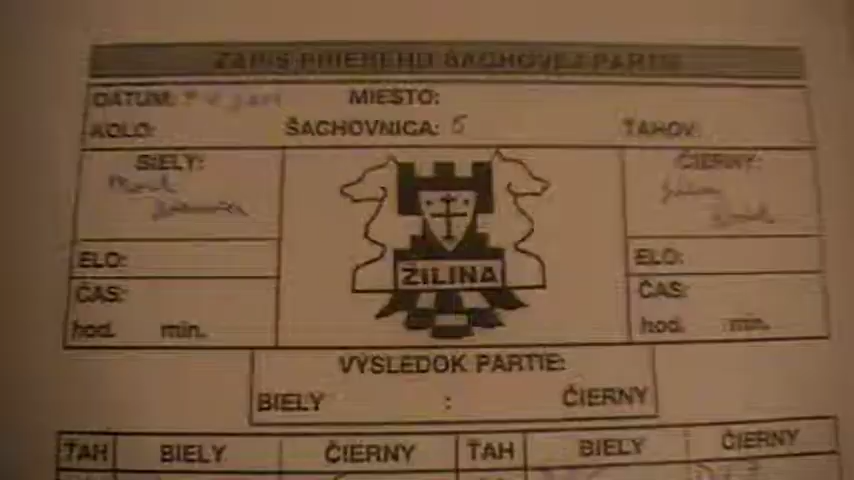 ZÁPIS PRIEBEHU ŠACHOVEJ PARTIE
DÁTUM: MIESTO:
KOLO: ŠACHOVNICA: 5 ŤAHOV:
BIELY: ČIERNY:
ŽILINA
ELO: ELO:
ČAS: ČAS:
hod. min. hod. min.
VÝSLEDOK PARTIE:
BIELY : ČIERNY
ŤAH BIELY ČIERNY ŤAH BIELY ČIERNY